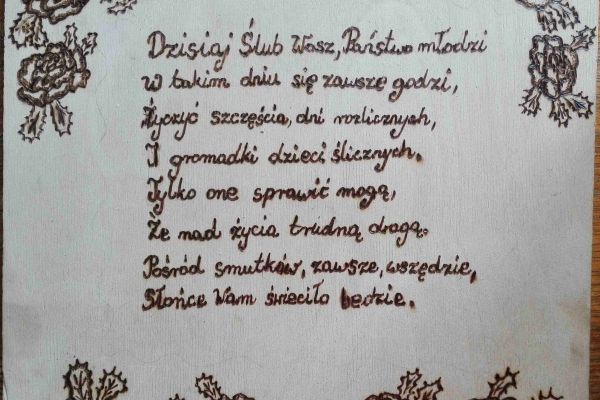 Dzisiaj Ślub Wasz, Państwo młodzi
w takim dniu się zawsze godzi,
Życzyć szczęścia, dni rozlicznych,
I gromadki dzieci ślicznych.
Tylko one sprawić mogą,
Że nad życia trudną drogą.
Pośród smutków, zawsze, wszędzie,
Słońce Wam świeciło będzie.